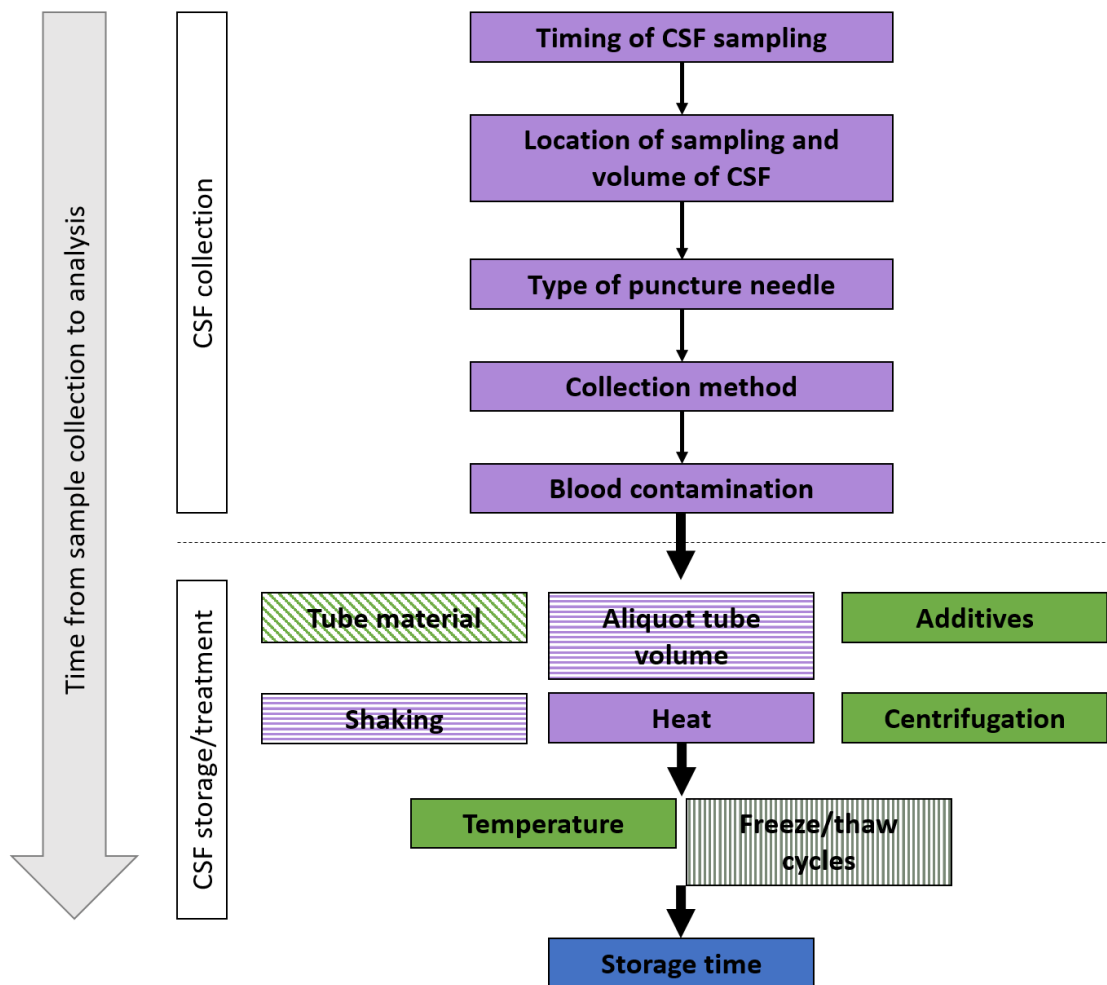 Time from sample collection to analysis
CSF collection
Timing of CSF sampling
Location of sampling and
volume of CSF
Type of puncture needle
Collection method
Blood contamination
CSF storage/treatment
Tube material
Aliquot tube
volume
Additives
Shaking
Heat
Centrifugation
Temperature
Freeze/thaw
cycles
Storage time